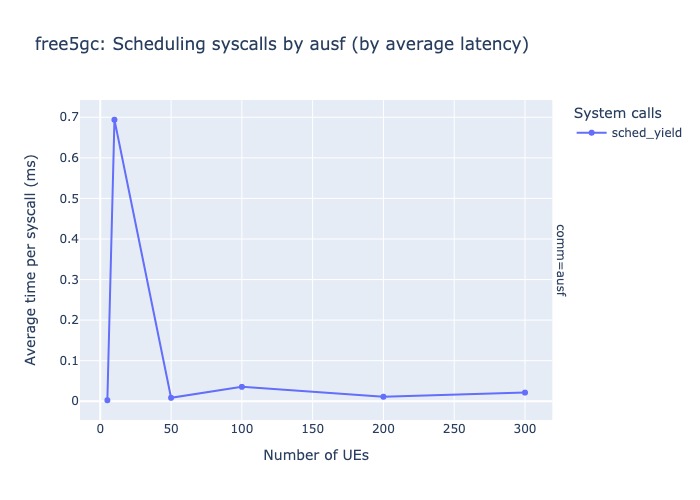 free5gc: Scheduling syscalls by ausf (by average latency)
System calls
sched_yield
Average time per syscall (ms)
0.7
0.6
0.5
0.4
0.3
0.2
0.1
0
comm=ausf
0 50 100 150 200 250 300
Number of UEs